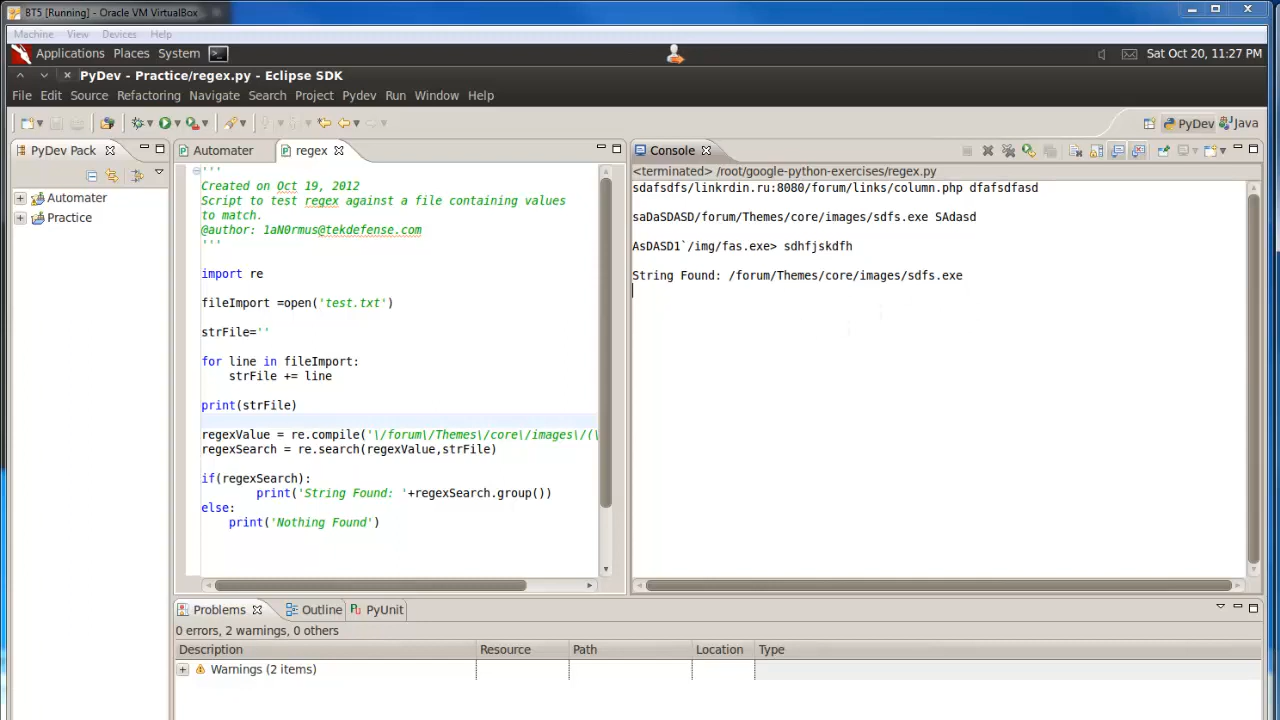 BT5 [Running] - Oracle VM VirtualBox
Machine View Devices Help
Applications Places System Sat Oct 20, 11:27 PM
PyDev - Practice/regex.py - Eclipse SDK
File Edit Source Refactoring Navigate Search Project Pydev Run Window Help
PyDev Java
PyDev Pack
Automater
Practice
Automater regex
'''
Created on Oct 19, 2012
Script to test regex against a file containing values
to match.
@author: 1aN0rmus@tekdefense.com
'''
import re
fileImport =open('test.txt')
strFile=''
for line in fileImport:
strFile += line
print(strFile)
regexValue = re.compile('\/forum\/Themes\/core\/images\/(\
regexSearch = re.search(regexValue,strFile)
if(regexSearch):
print('String Found: '+regexSearch.group())
else:
print('Nothing Found')
Console
<terminated> /root/google-python-exercises/regex.py
sdafsdfs/linkrdin.ru:8080/forum/links/column.php dfafsdfasd
saDaSDASD/forum/Themes/core/images/sdfs.exe SAdasd
AsDASD1`/img/fas.exe> sdhfjskdfh
String Found: /forum/Themes/core/images/sdfs.exe
Problems Outline PyUnit
0 errors, 2 warnings, 0 others
Description Resource Path Location Type
Warnings (2 items)